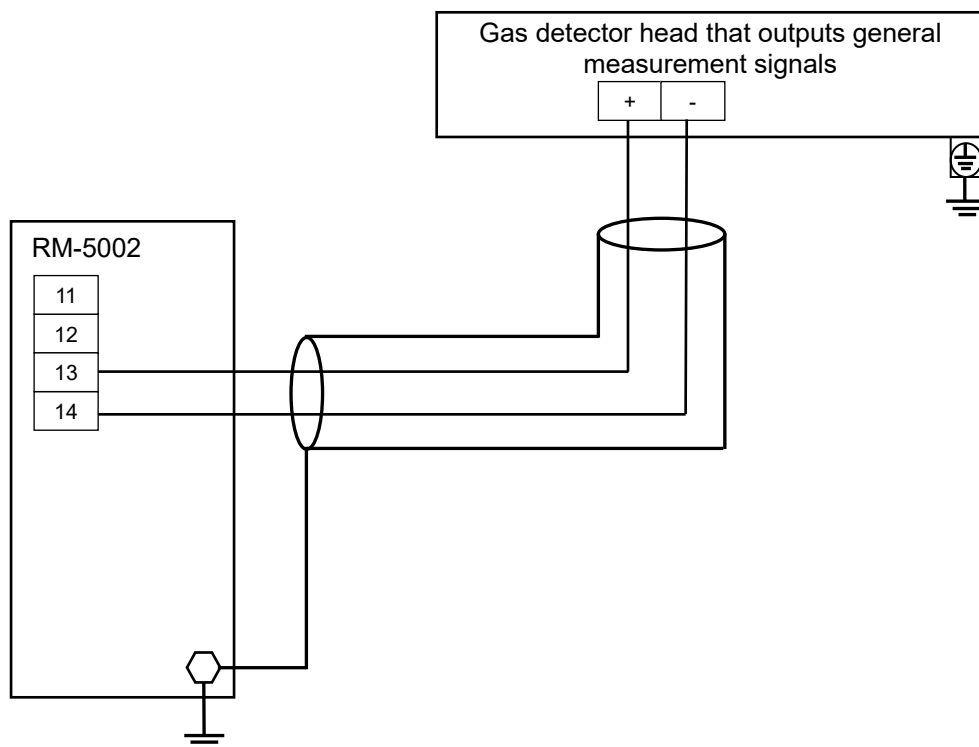 Gas detector head that outputs general
measurement signals
+ -
RM-5002
11
12
13
14